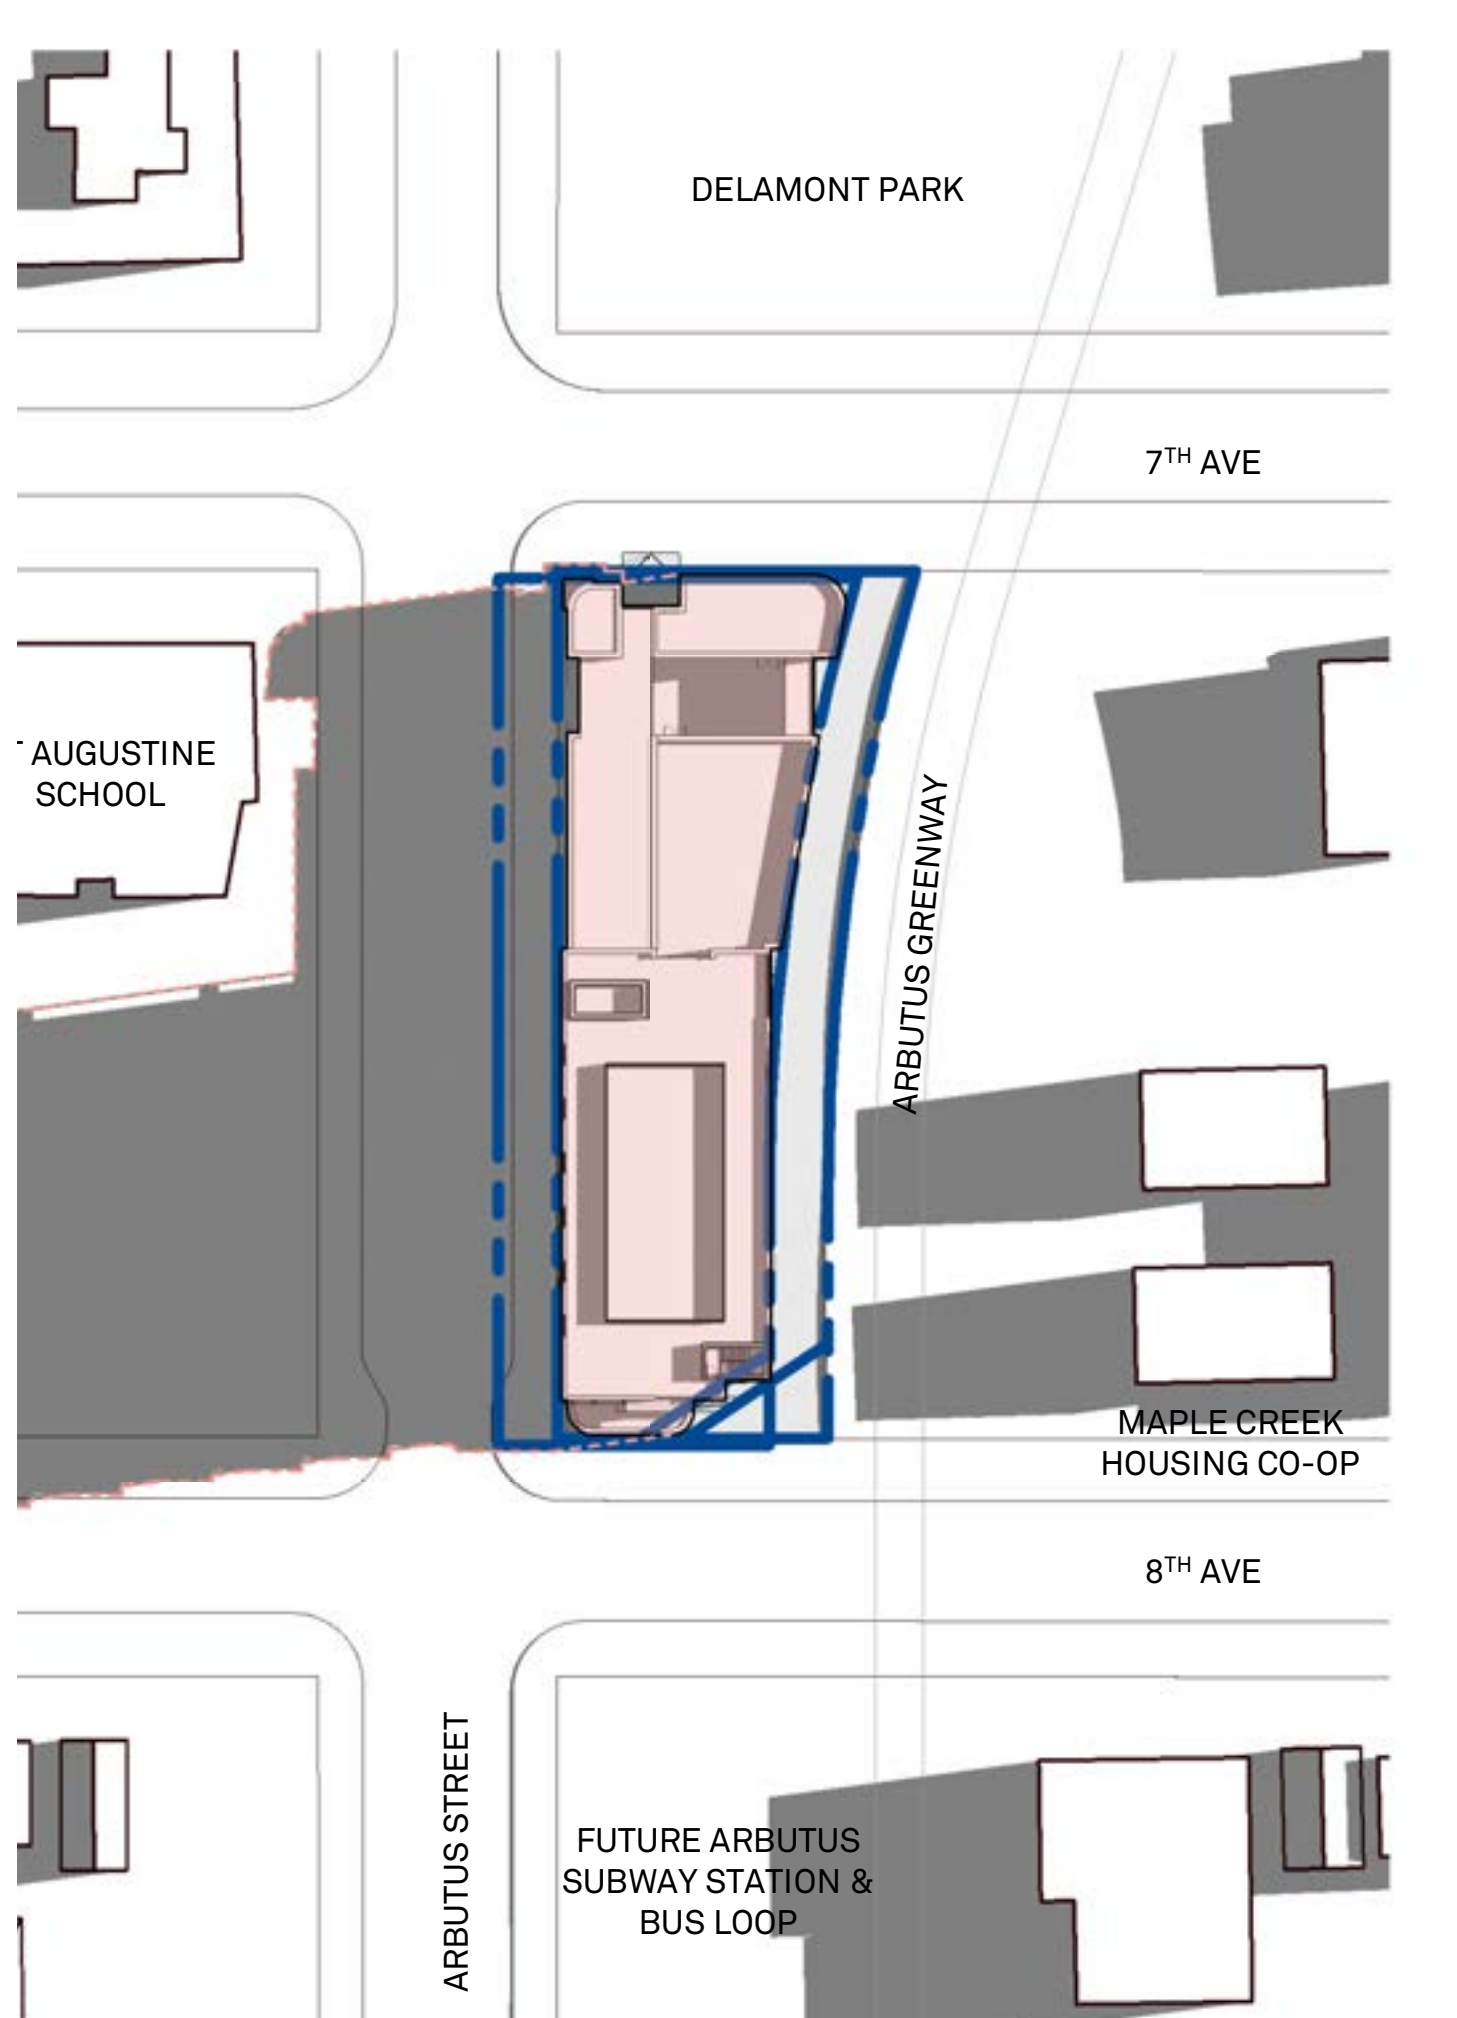 DELAMONT PARK
7TH AVE
AUGUSTINE
SCHOOL
ARBUTUS GREENWAY
MAPLE CREEK
HOUSING CO-OP
8TH AVE
ARBUTUS STREET
FUTURE ARBUTUS
SUBWAY STATION &
BUS LOOP